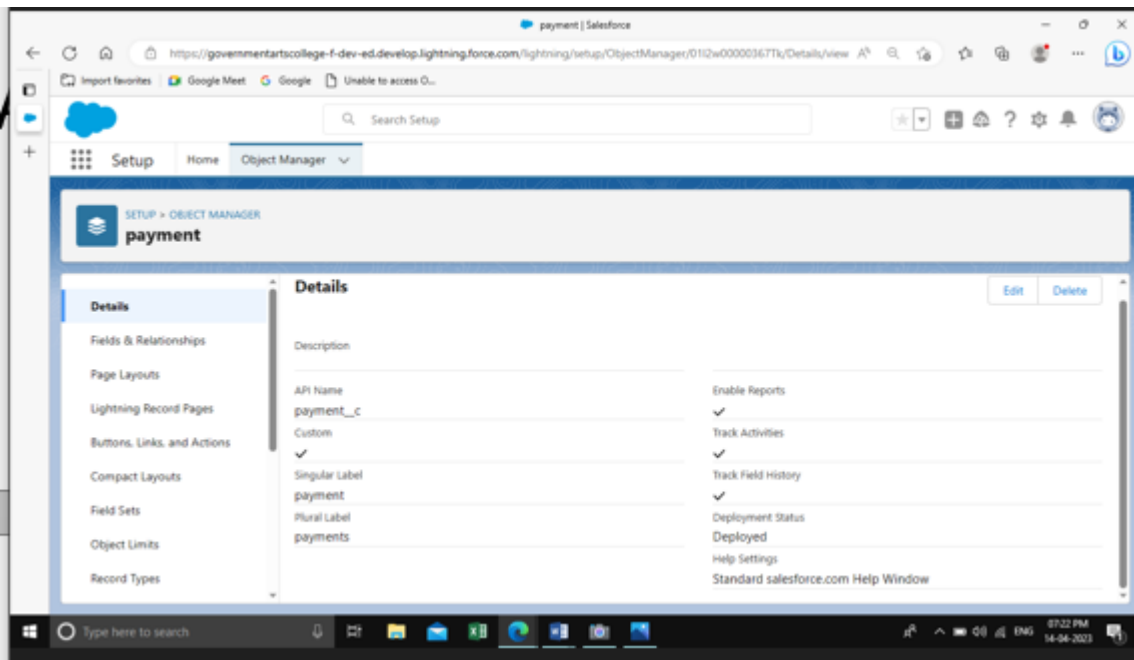 payment | Salesforce
https://governmentartscollege-f-dev-ed.develop.lightning.force.com/lightning/setup/ObjectManager/01I2w00000367Tk/Details/view
Import favorites Google Meet Google Unable to access O...
Search Setup
Setup Home Object Manager
SETUP > OBJECT MANAGER
payment
Details
Fields & Relationships
Page Layouts
Lightning Record Pages
Buttons, Links, and Actions
Compact Layouts
Field Sets
Object Limits
Record Types
Details
Edit Delete
Description
API Name
payment__c
Custom
Singular Label
payment
Plural Label
payments
Enable Reports
Track Activities
Track Field History
Deployment Status
Deployed
Help Settings
Standard salesforce.com Help Window
Type here to search
ENG
07:22 PM
14-04-2023